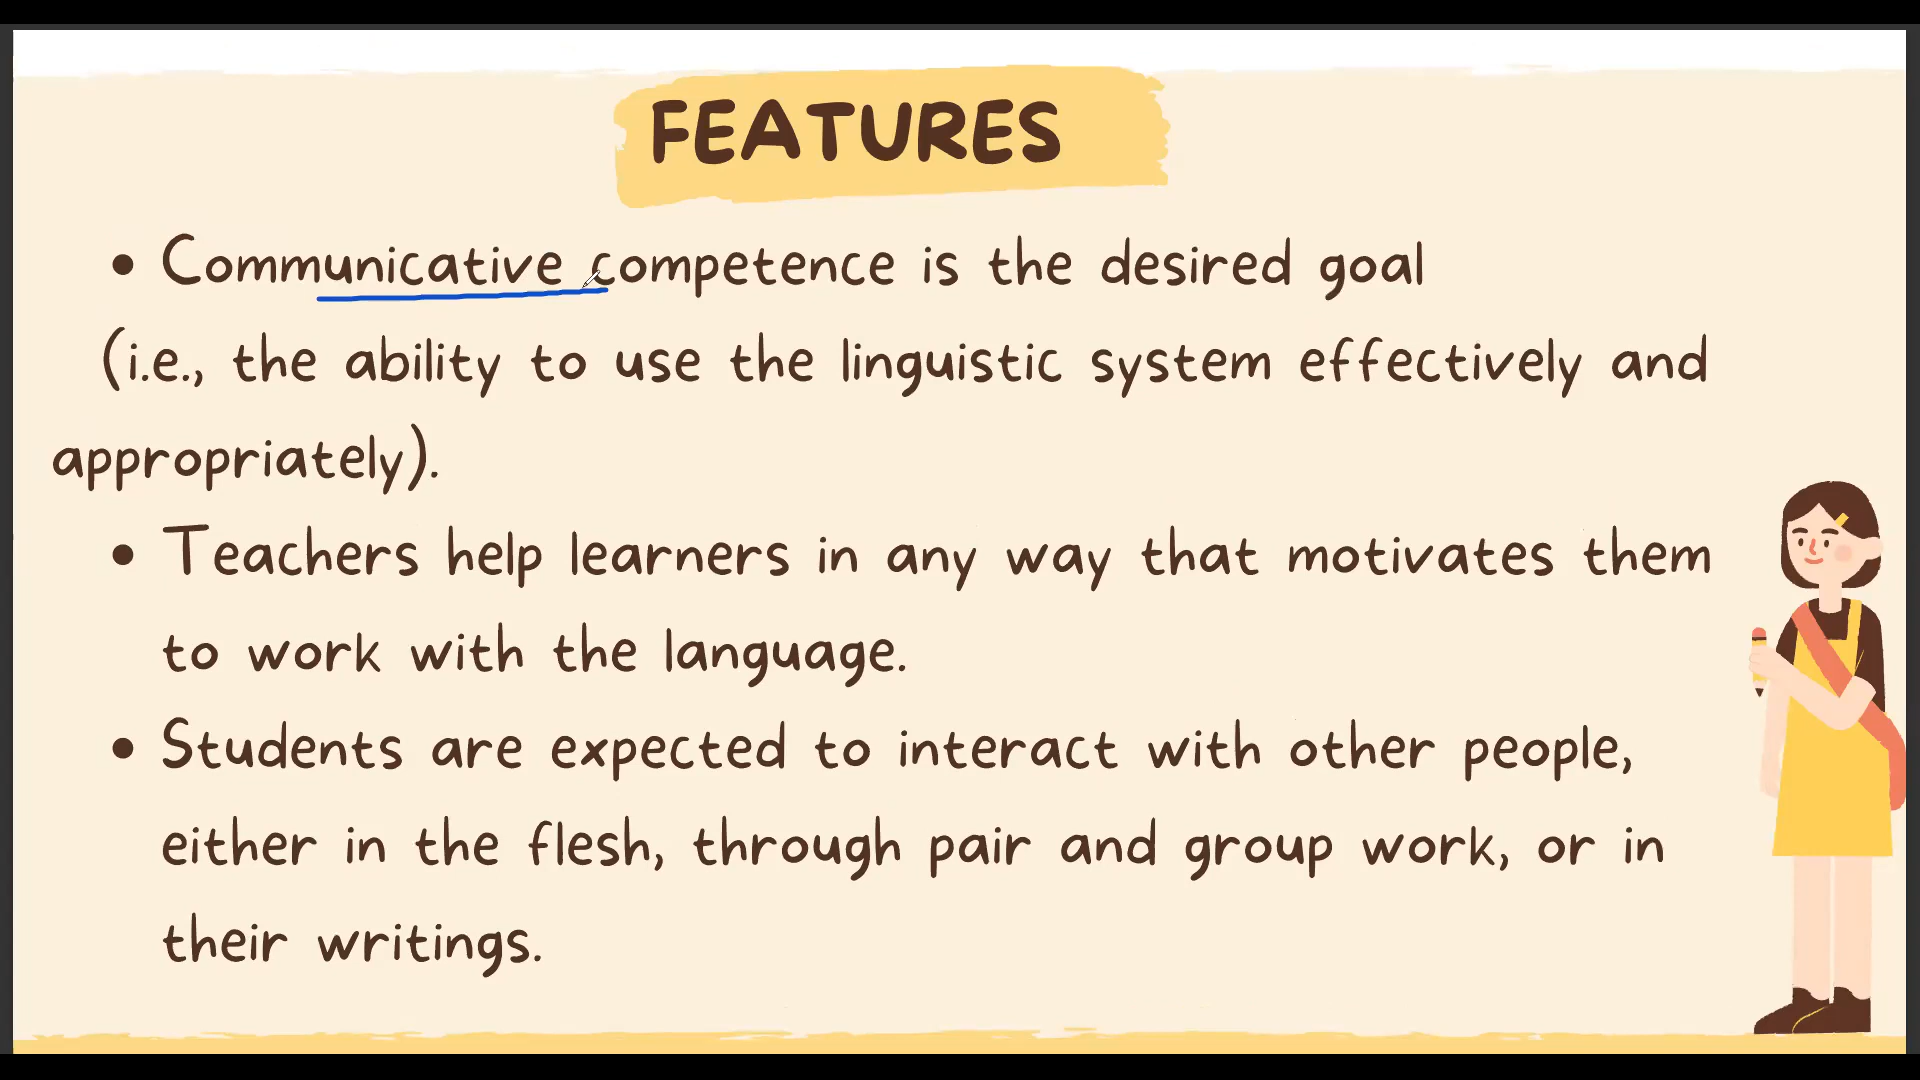 FEATURES
• Communicative competence is the desired goal
(i.e., the ability to use the linguistic system effectively and
appropriately).
• Teachers help learners in any way that motivates them
to work with the language.
• Students are expected to interact with other people,
either in the flesh, through pair and group work, or in
their writings.